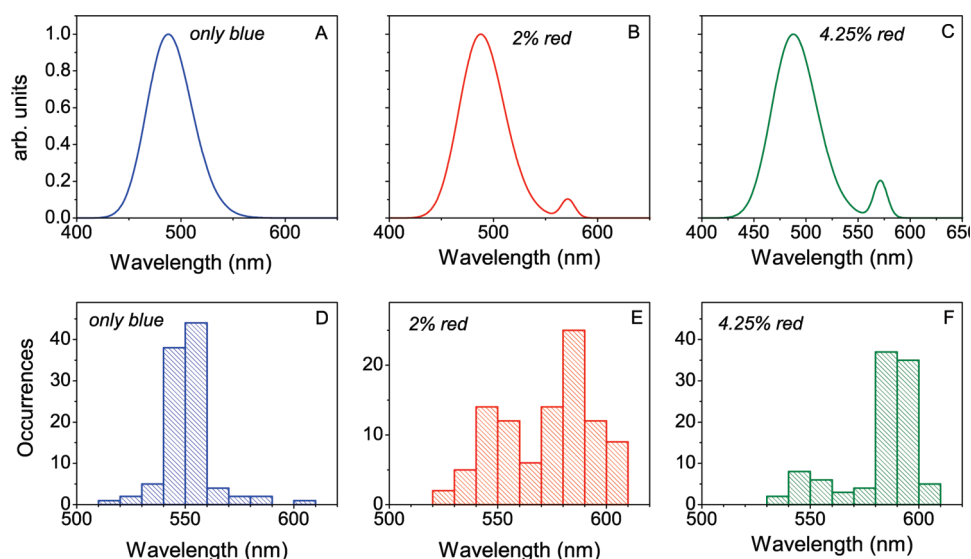 only blue A
2% red B
4.25% red C
arb. units
1.0
0.8
0.6
0.4
0.2
0.0
400 500 600
400 500 600
400 450 500 550 600 650
Wavelength (nm)
Wavelength (nm)
Wavelength (nm)
only blue D
2% red E
4.25% red F
Occurrences
40
30
20
10
0
20
10
0
40
30
20
10
0
500 550 600
500 550 600
500 550 600
Wavelength (nm)
Wavelength (nm)
Wavelength (nm)